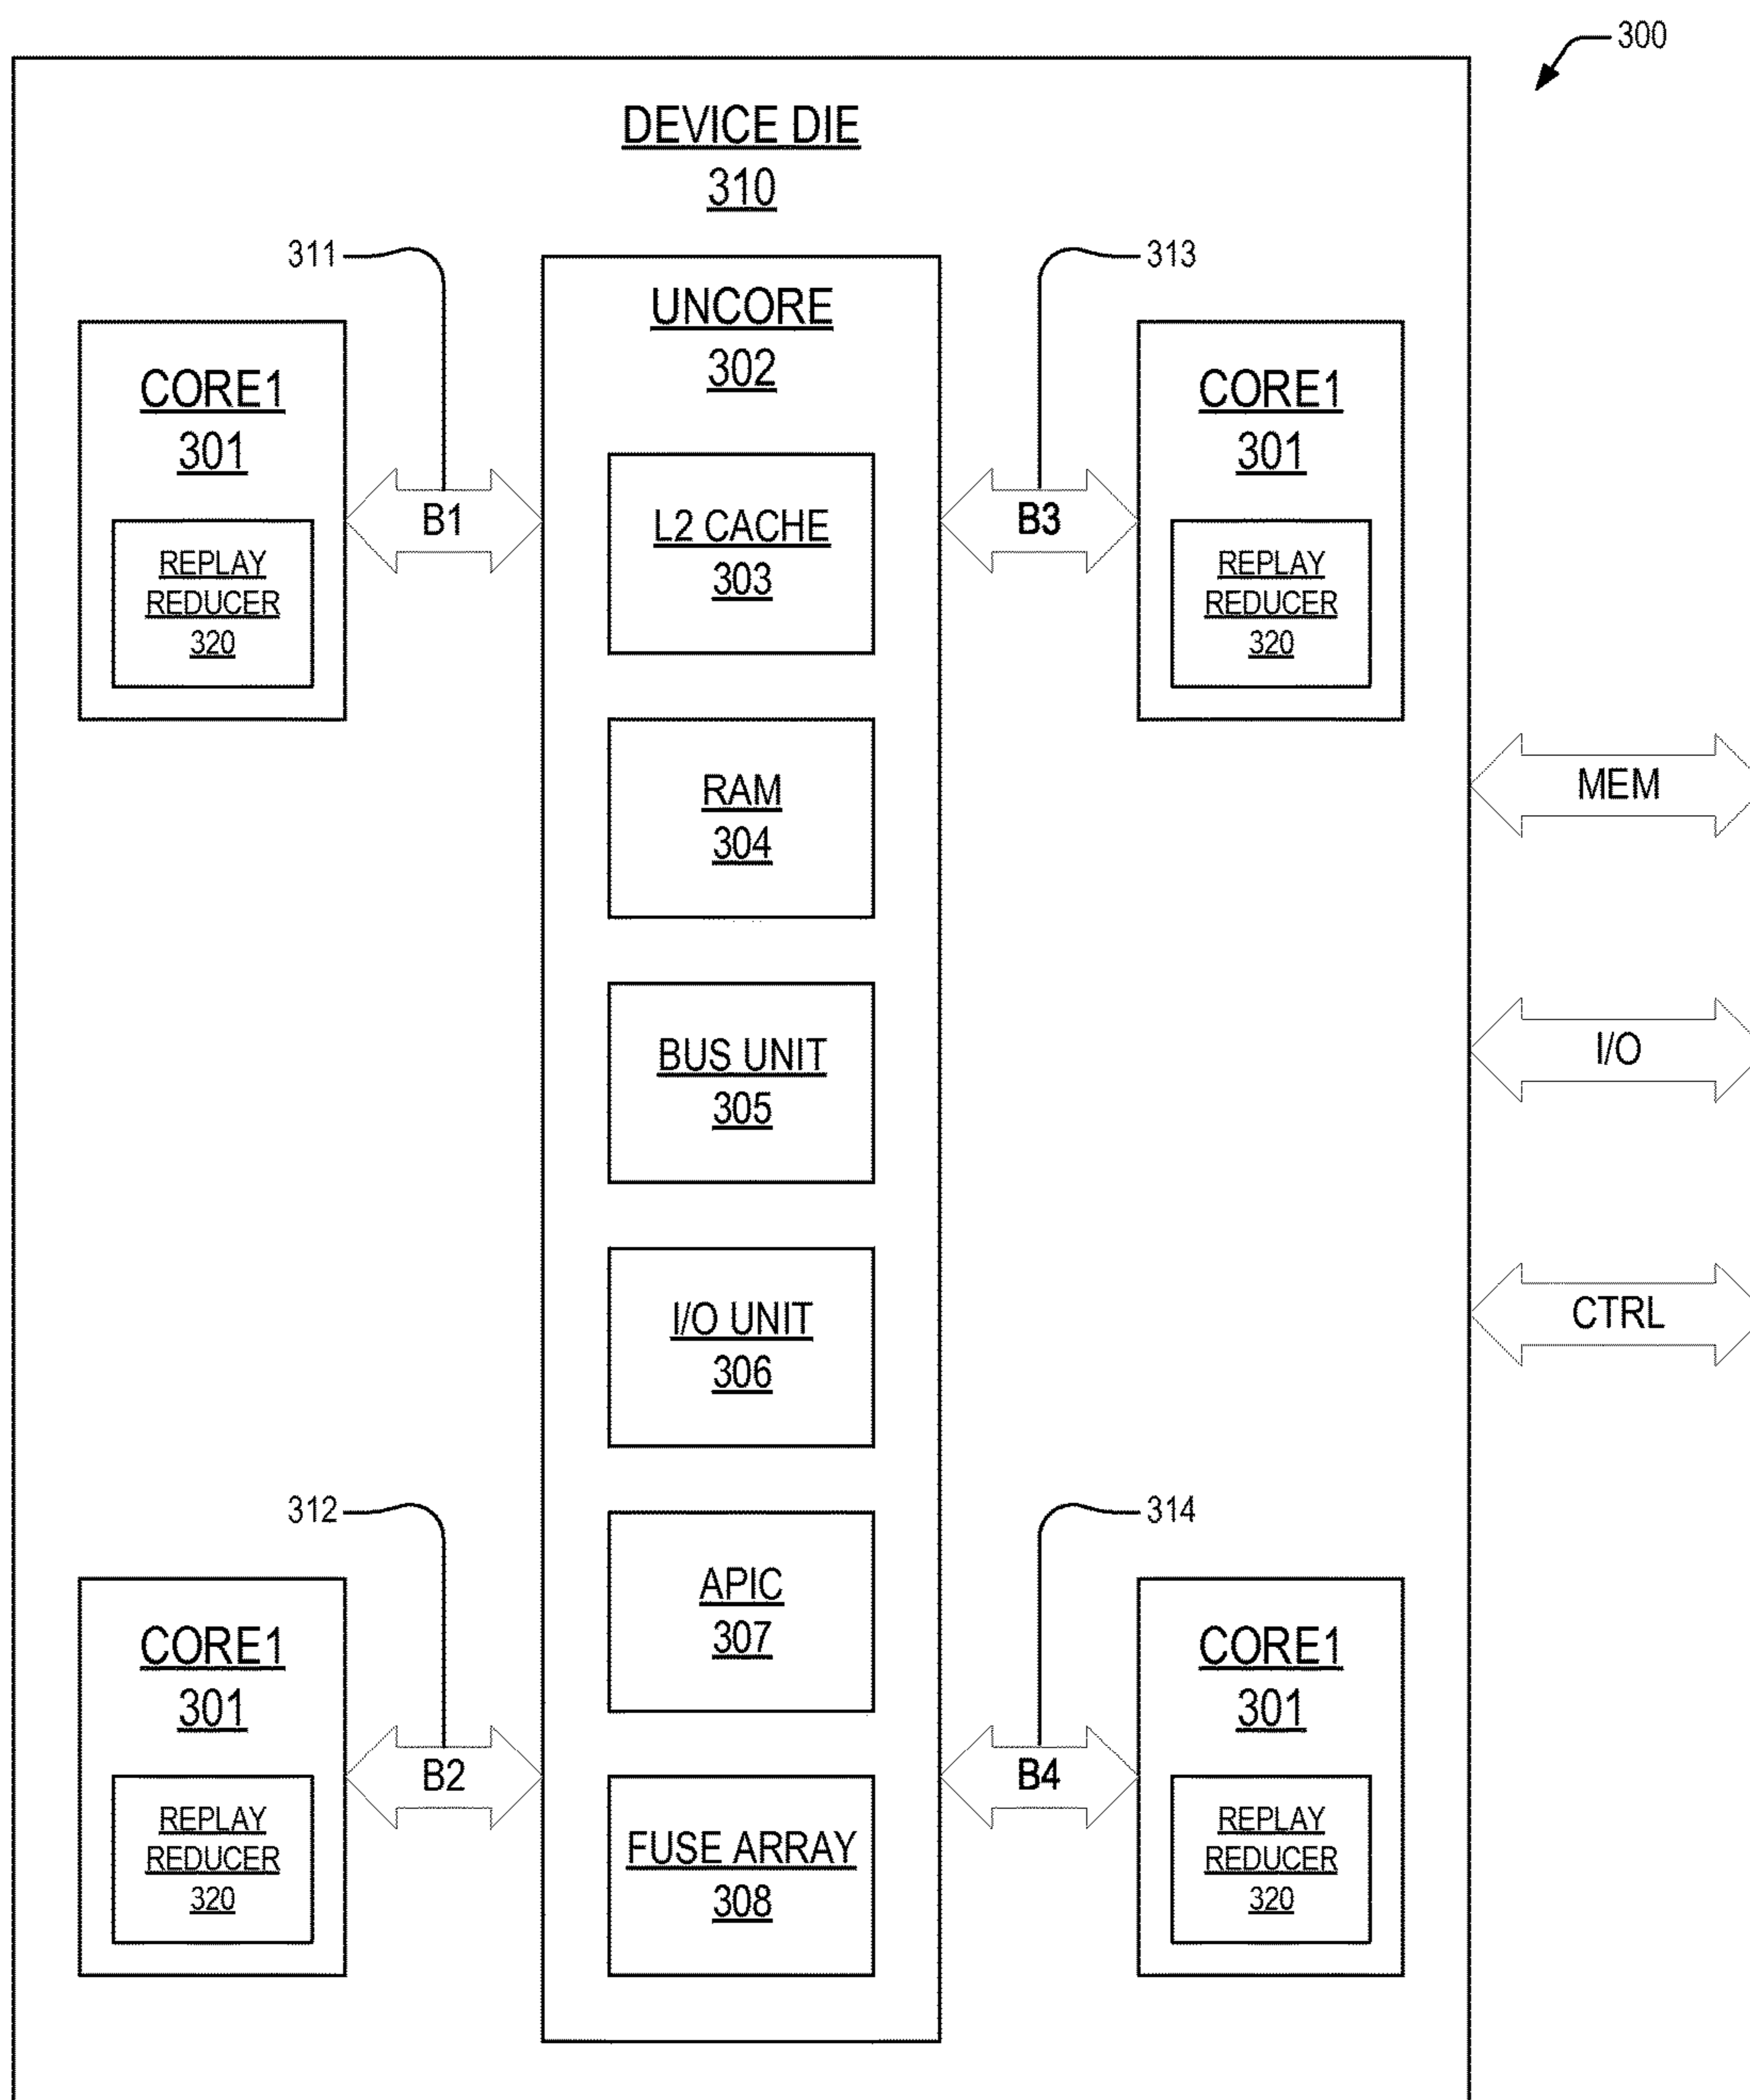 300
DEVICE DIE
310
311
313
UNCORE
302
CORE1
301
REPLAY
REDUCER
320
B1
L2 CACHE
303
B3
CORE1
301
REPLAY
REDUCER
320
RAM
304
MEM
BUS UNIT
305
I/O
I/O UNIT
306
CTRL
312
314
APIC
307
CORE1
301
REPLAY
REDUCER
320
B2
FUSE ARRAY
308
B4
CORE1
301
REPLAY
REDUCER
320